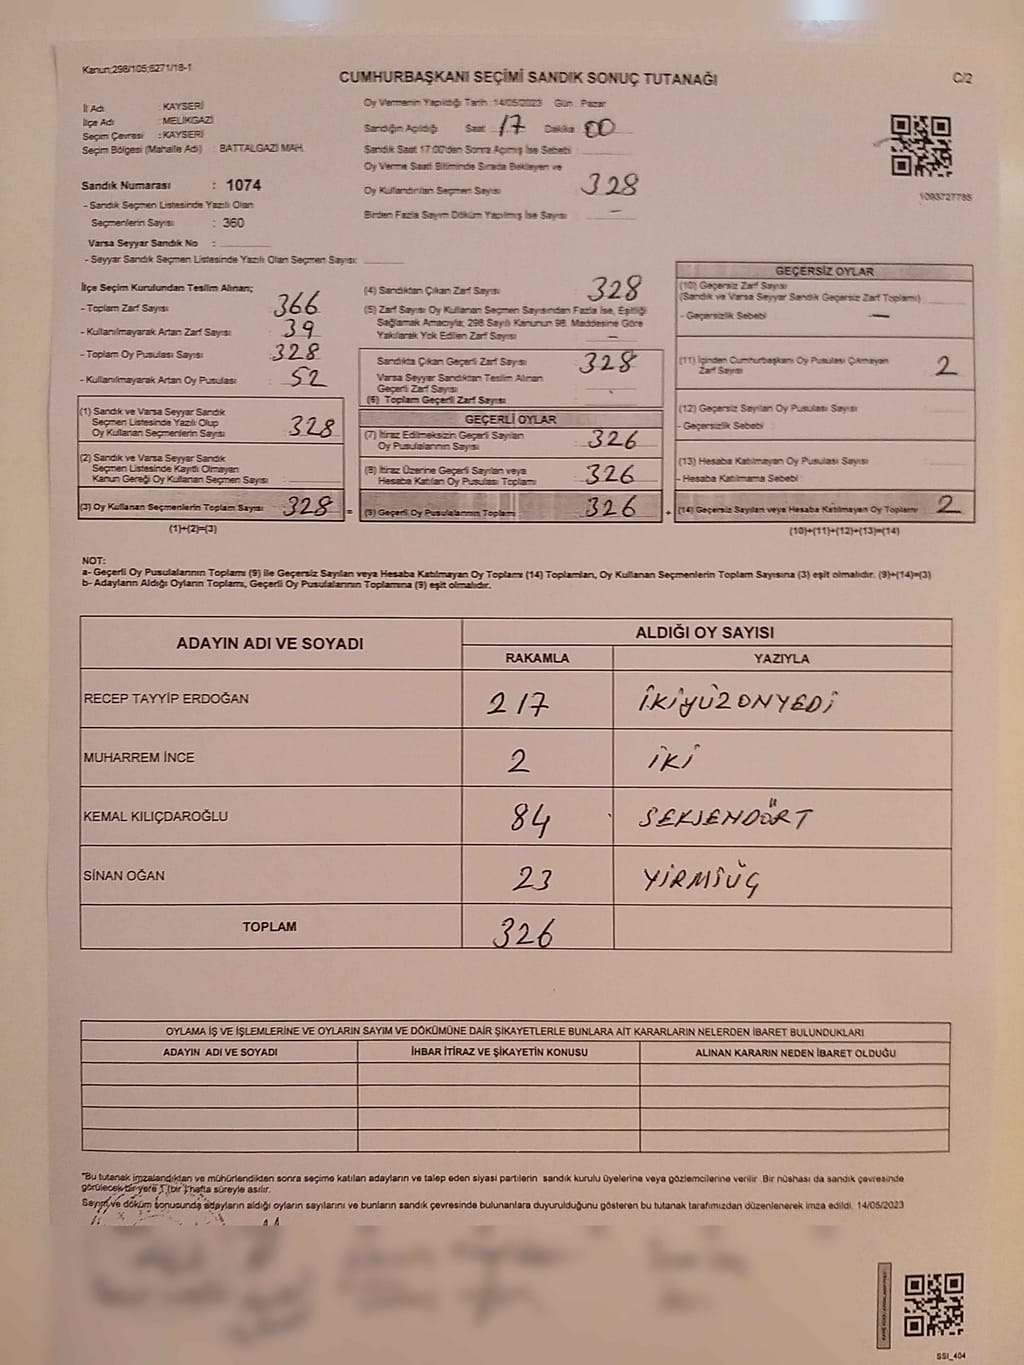 Kanun;298/105;6271/18-1
CUMHURBAŞKANI SEÇİMİ SANDIK SONUÇ TUTANAĞI
C/2
İl Adı : KAYSERİ
İlçe Adı : MELİKGAZİ
Seçim Çevresi : KAYSERİ
Seçim Bölgesi (Mahalle Adı) : BATTALGAZİ MAH.
Oy Vermenin Yapıldığı Tarih : 14/05/2023 Gün : Pazar
Sandığın Açıldığı Saat : 17 Dakika : 00
Sandık Saat 17:00'den Sonra Açılmış İse Sebebi :
Oy Verme Saati Bitiminde Sırada Bekleyen ve
Oy Kullandırılan Seçmen Sayısı 328
Birden Fazla Sayım Döküm Yapılmış İse Sayısı : -
1093727785
Sandık Numarası : 1074
- Sandık Seçmen Listesinde Yazılı Olan
Seçmenlerin Sayısı : 360
Varsa Seyyar Sandık No :
- Seyyar Sandık Seçmen Listesinde Yazılı Olan Seçmen Sayısı:
İlçe Seçim Kurulundan Teslim Alınan;
- Toplam Zarf Sayısı : 366
- Kullanılmayarak Artan Zarf Sayısı : 39
- Toplam Oy Pusulası Sayısı : 328
- Kullanılmayarak Artan Oy Pusulası : 52
(1) Sandık ve Varsa Seyyar Sandık
Seçmen Listesinde Yazılı Olup
Oy Kullanan Seçmenlerin Sayısı : 328
(2) Sandık ve Varsa Seyyar Sandık
Seçmen Listesinde Kayıtlı Olmayan
Kanun Gereği Oy Kullanan Seçmen Sayısı :
(3) Oy Kullanan Seçmenlerin Toplam Sayısı 328 =
(1)+(2)=(3)
(4) Sandıktan Çıkan Zarf Sayısı : 328
(5) Zarf Sayısı Oy Kullanan Seçmen Sayısından Fazla İse, Eşitliği
Sağlamak Amacıyla; 298 Sayılı Kanunun 98. Maddesine Göre
Yakılarak Yok Edilen Zarf Sayısı : -
Sandıkta Çıkan Geçerli Zarf Sayısı : 328
Varsa Seyyar Sandıktan Teslim Alınan
Geçerli Zarf Sayısı :
(6) Toplam Geçerli Zarf Sayısı :
GEÇERLİ OYLAR
(7) İtiraz Edilmeksizin Geçerli Sayılan
Oy Pusulalarının Sayısı : 326
(8) İtiraz Üzerine Geçerli Sayılan veya
Hesaba Katılan Oy Pusulası Toplamı : 326
(9) Geçerli Oy Pusulalarının Toplamı 326 +
GEÇERSİZ OYLAR
(10) Geçersiz Zarf Sayısı
(Sandık ve Varsa Seyyar Sandık Geçersiz Zarf Toplamı) :
- Geçersizlik Sebebi : -
(11) İçinden Cumhurbaşkanı Oy Pusulası Çıkmayan
Zarf Sayısı : 2
(12) Geçersiz Sayılan Oy Pusulası Sayısı :
- Geçersizlik Sebebi :
(13) Hesaba Katılmayan Oy Pusulası Sayısı :
- Hesaba Katılmama Sebebi :
(14) Geçersiz Sayılan veya Hesaba Katılmayan Oy Toplamı 2
(10)+(11)+(12)+(13)=(14)
NOT:
a- Geçerli Oy Pusulalarının Toplamı (9) ile Geçersiz Sayılan veya Hesaba Katılmayan Oy Toplamı (14) Toplamları, Oy Kullanan Seçmenlerin Toplam Sayısına (3) eşit olmalıdır. (9)+(14)=(3)
b- Adayların Aldığı Oyların Toplamı, Geçerli Oy Pusulalarının Toplamına (9) eşit olmalıdır.
ADAYIN ADI VE SOYADI
ALDIĞI OY SAYISI
RAKAMLA YAZIYLA
RECEP TAYYİP ERDOĞAN 217 İKİYÜZONYEDİ
MUHARREM İNCE 2 İKİ
KEMAL KILIÇDAROĞLU 84 SEKSENDÖRT
SİNAN OĞAN 23 YİRMİÜÇ
TOPLAM 326
OYLAMA İŞ VE İŞLEMLERİNE VE OYLARIN SAYIM VE DÖKÜMÜNE DAİR ŞİKAYETLERLE BUNLARA AİT KARARLARIN NELERDEN İBARET BULUNDUKLARI
ADAYIN ADI VE SOYADI İHBAR İTİRAZ VE ŞİKAYETİN KONUSU ALINAN KARARIN NEDEN İBARET OLDUĞU
*Bu tutanak imzalandıktan ve mühürlendikten sonra seçime katılan adayların ve talep eden siyasi partilerin sandık kurulu üyelerine veya gözlemcilerine verilir. Bir nüshası da sandık çevresinde
görülecek bir yere 1 (bir) hafta süreyle asılır.
Sayım ve döküm sonusunda adayların aldığı oyların sayılarını ve bunların sandık çevresinde bulunanlara duyurulduğunu gösteren bu tutanak tarafımızdan düzenlenerek imza edildi. 14/05/2023
SSI_404